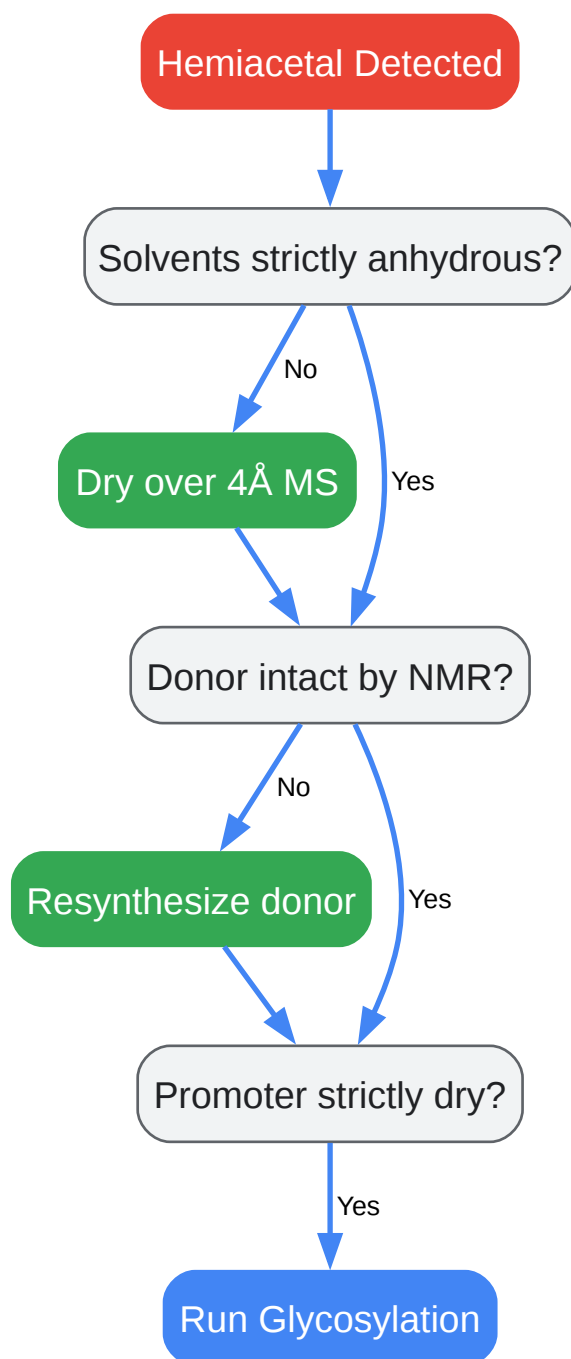 Hemiacetal Detected
Solvents strictly anhydrous?
No
Dry over 4Å MS
Yes
Donor intact by NMR?
No
Resynthesize donor
Yes
Promoter strictly dry?
Yes
Run Glycosylation